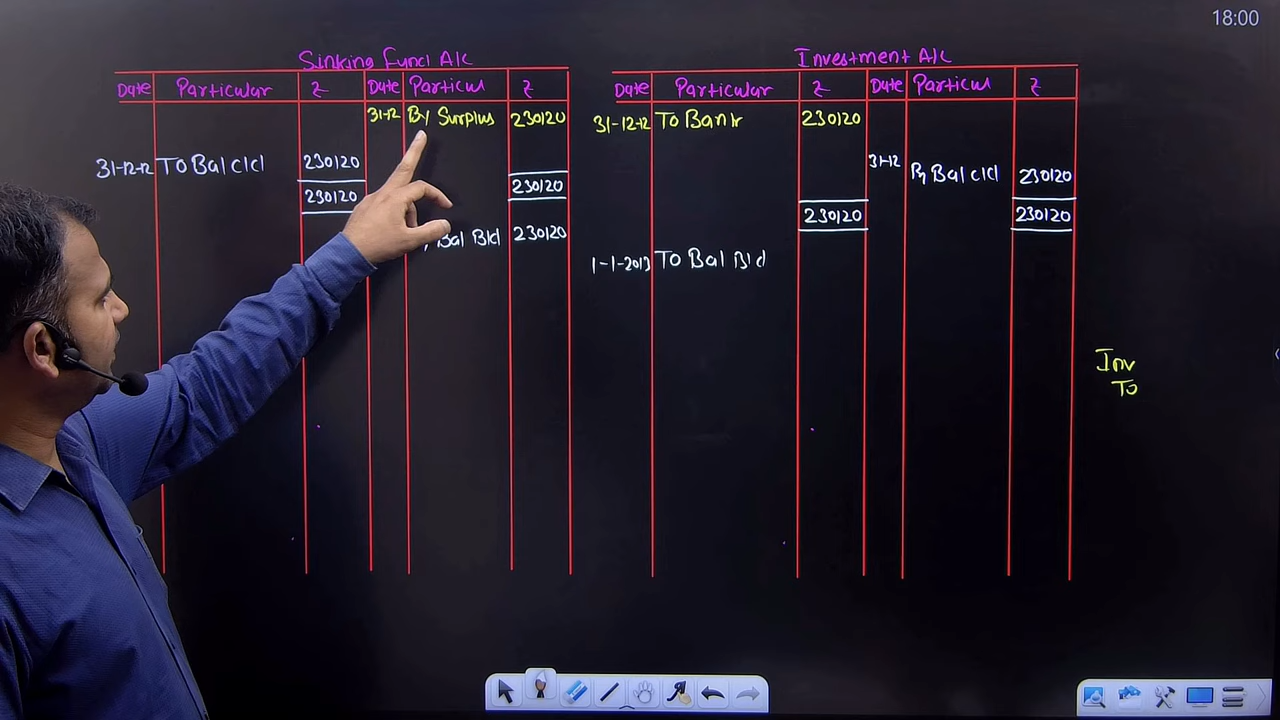 18:00
Sinking Fund A/c
Date Particular ₹ Date Particul ₹
31-12 By Surplus 230120
31-12-12 To Bal c/d 230120
230120 230120
Bal B/d 230120
Investment A/c
Date Particular ₹ Date Particul ₹
31-12-12 To Bank 230120
31-12 By Bal c/d 230120
230120 230120
1-1-2013 To Bal B/d
Inv
To